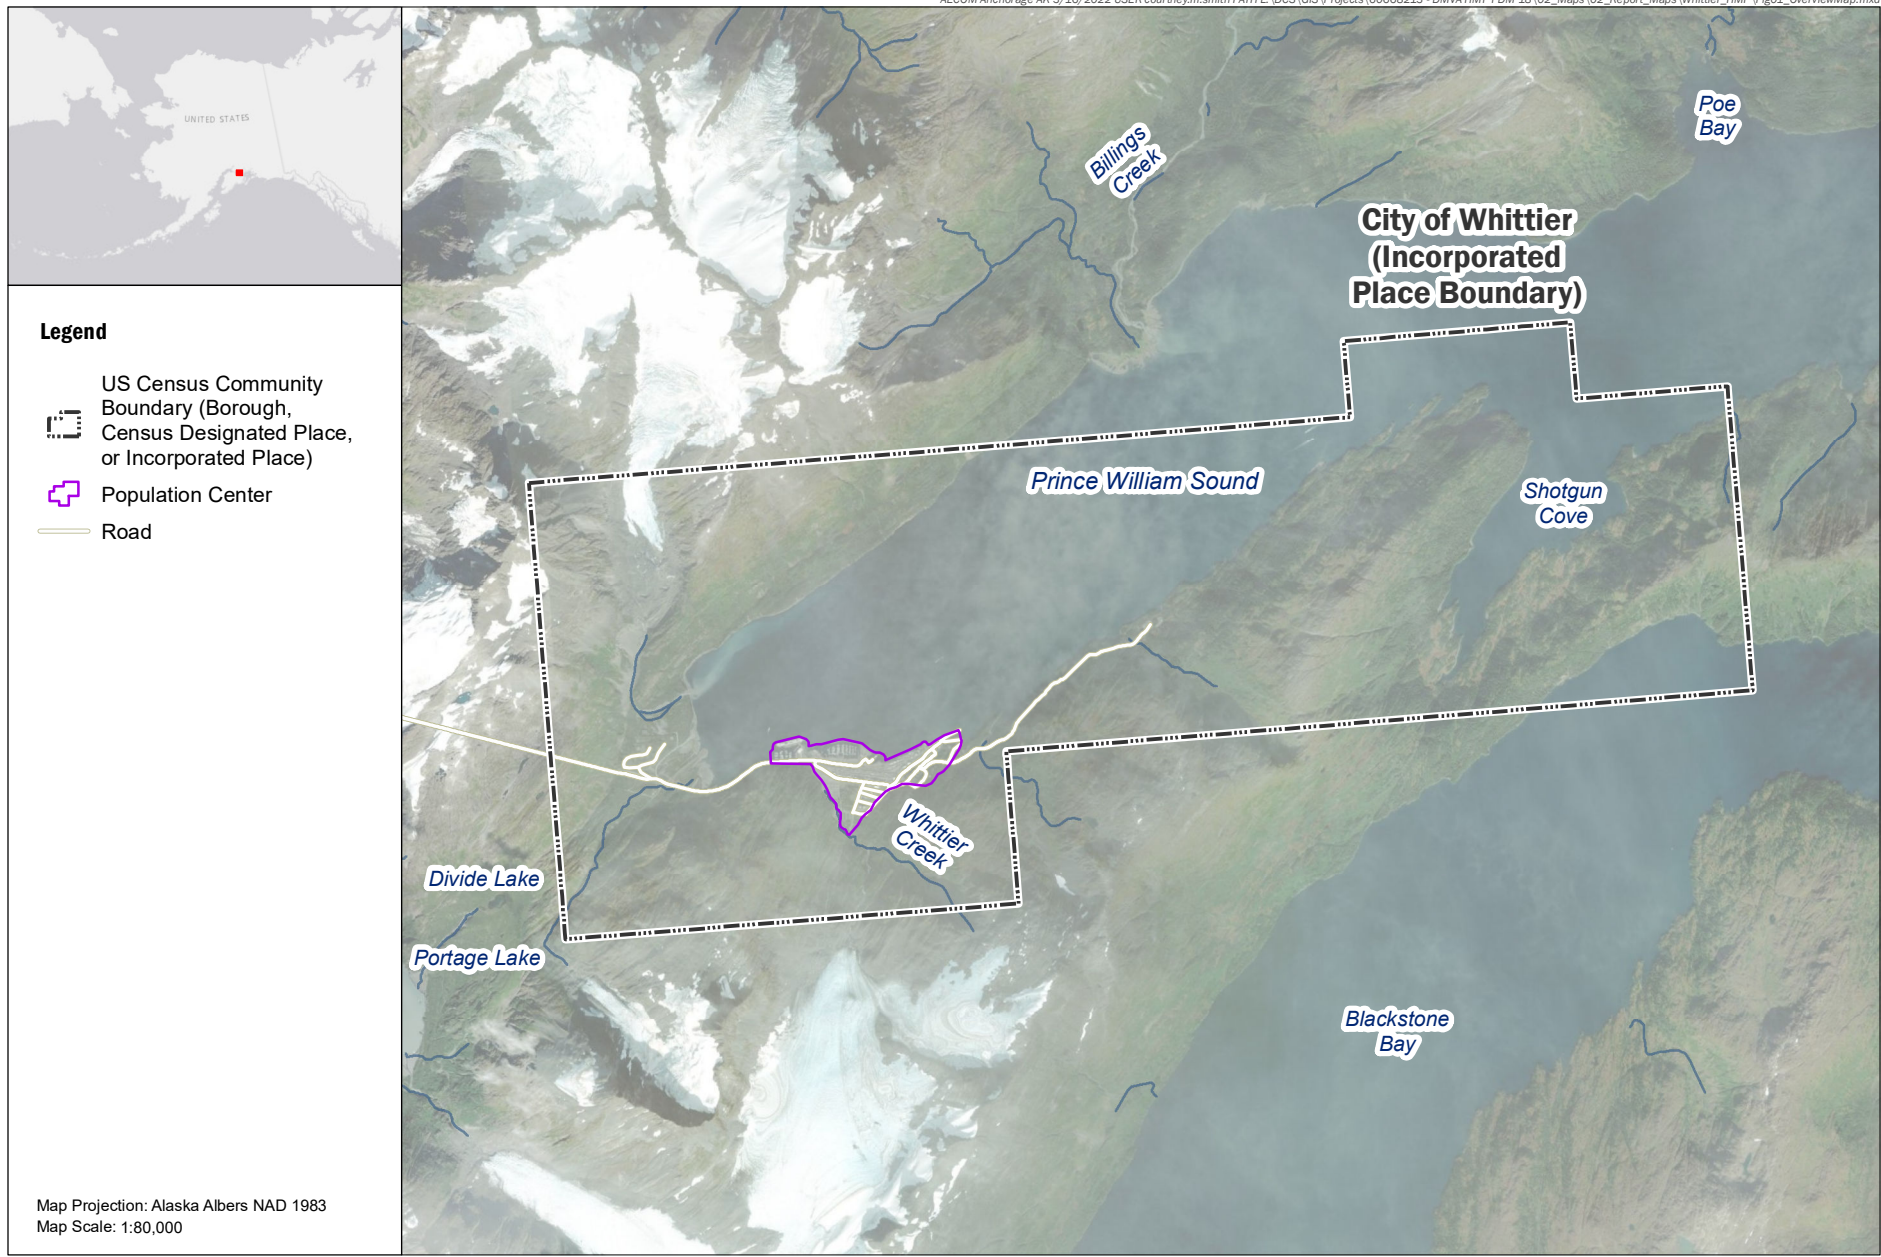 UNITED STATES
Legend
US Census Community
Boundary (Borough,
Census Designated Place,
or Incorporated Place)
Population Center
Road
Map Projection: Alaska Albers NAD 1983
Map Scale: 1:80,000
Poe
Bay
Billings
Creek
City of Whittier
(Incorporated
Place Boundary)
Prince William Sound
Shotgun
Cove
Whittier
Creek
Divide Lake
Portage Lake
Blackstone
Bay